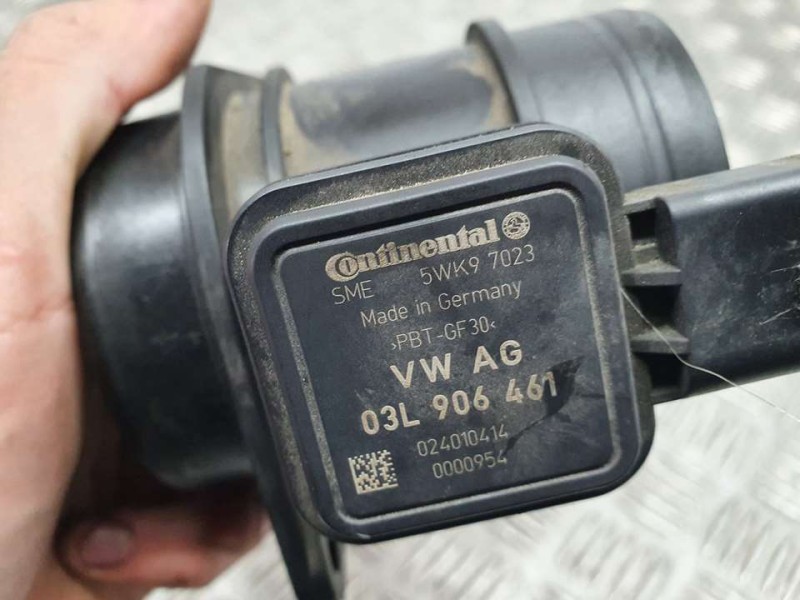 Continental
SME 5WK9 7023
Made in Germany
>PBT-GF30<
VW AG
03L 906 461
024010414
0000954